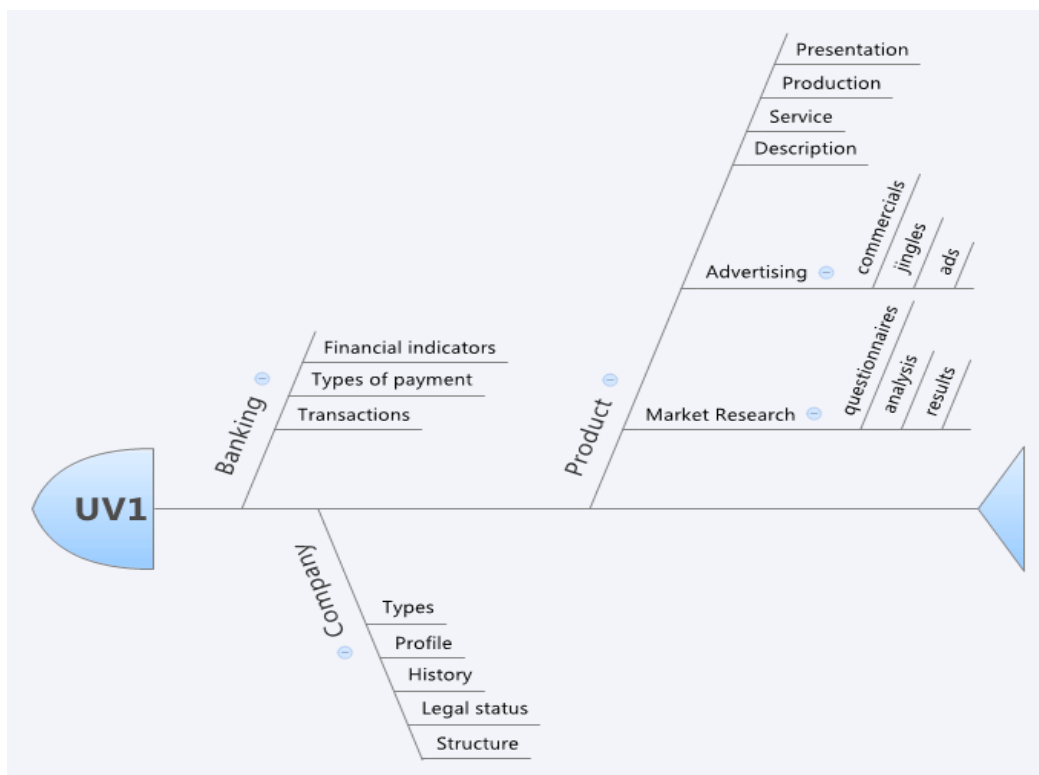 UV1
Banking
Financial indicators
Types of payment
Transactions
Product
Presentation
Production
Service
Description
Advertising
commercials
jingles
ads
Market Research
questionnaires
analysis
results
Company
Types
Profile
History
Legal status
Structure